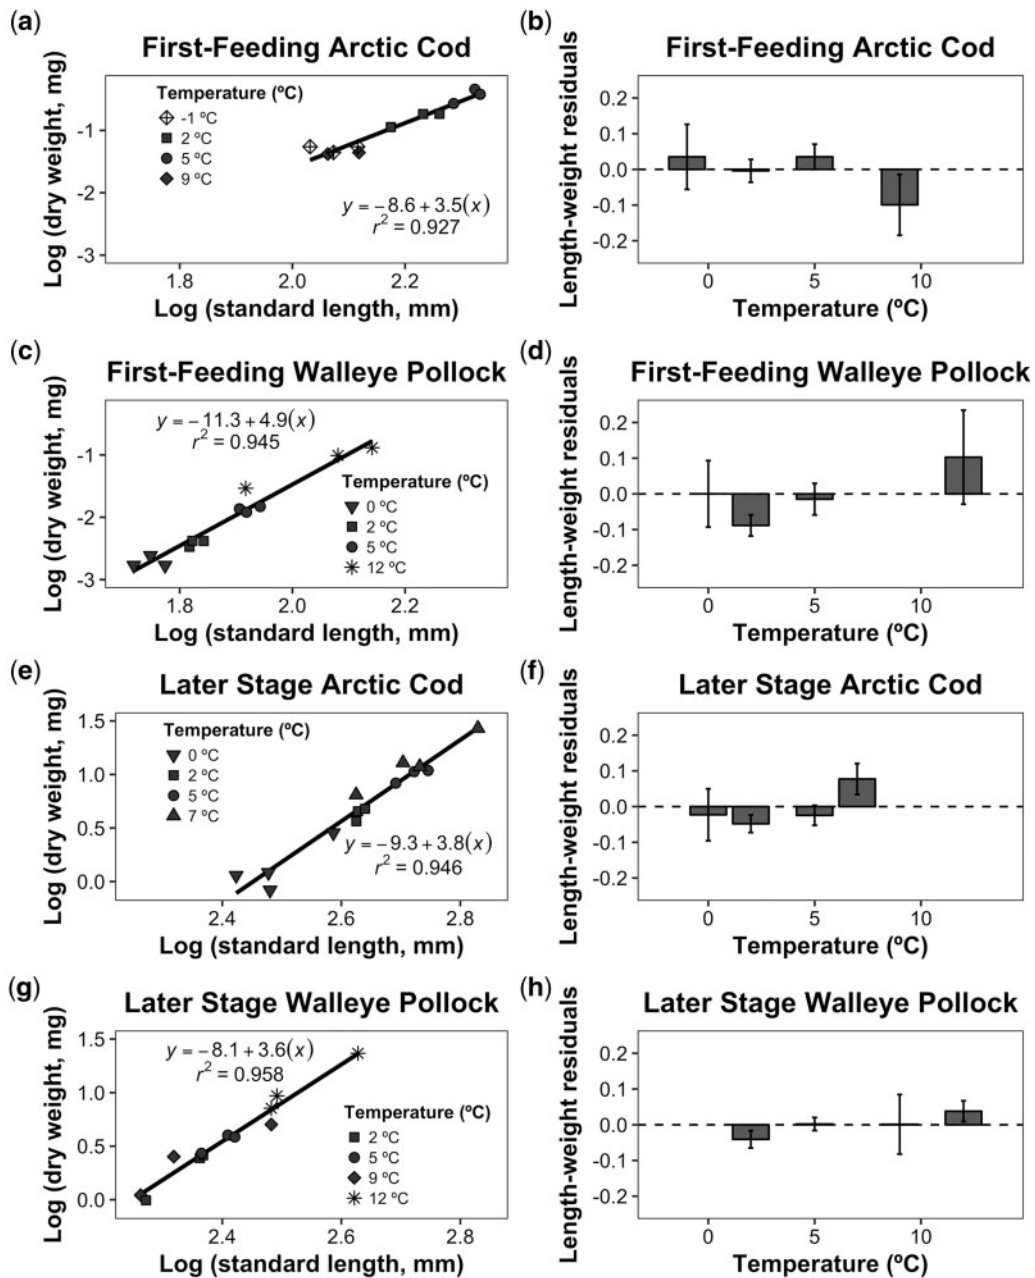 (a)
First-Feeding Arctic Cod
Log (dry weight, mg)
Temperature (ºC)
-1 ºC
2 ºC
5 ºC
9 ºC
y = −8.6 + 3.5(x)
r² = 0.927
-1
-2
-3
1.8 2.0 2.2
Log (standard length, mm)
(b)
First-Feeding Arctic Cod
Length-weight residuals
0.2
0.1
0.0
-0.1
-0.2
0 5 10
Temperature (ºC)
(c)
First-Feeding Walleye Pollock
Log (dry weight, mg)
y = −11.3 + 4.9(x)
r² = 0.945
Temperature (ºC)
0 ºC
2 ºC
5 ºC
12 ºC
-1
-2
-3
1.8 2.0 2.2
Log (standard length, mm)
(d)
First-Feeding Walleye Pollock
Length-weight residuals
0.2
0.1
0.0
-0.1
-0.2
0 5 10
Temperature (ºC)
(e)
Later Stage Arctic Cod
Log (dry weight, mg)
Temperature (ºC)
0 ºC
2 ºC
5 ºC
7 ºC
y = −9.3 + 3.8(x)
r² = 0.946
1.5
1.0
0.5
0.0
2.4 2.6 2.8
Log (standard length, mm)
(f)
Later Stage Arctic Cod
Length-weight residuals
0.2
0.1
0.0
-0.1
-0.2
0 5 10
Temperature (ºC)
(g)
Later Stage Walleye Pollock
Log (dry weight, mg)
y = −8.1 + 3.6(x)
r² = 0.958
Temperature (ºC)
2 ºC
5 ºC
9 ºC
12 ºC
1.5
1.0
0.5
0.0
2.4 2.6 2.8
Log (standard length, mm)
(h)
Later Stage Walleye Pollock
Length-weight residuals
0.2
0.1
0.0
-0.1
-0.2
0 5 10
Temperature (ºC)